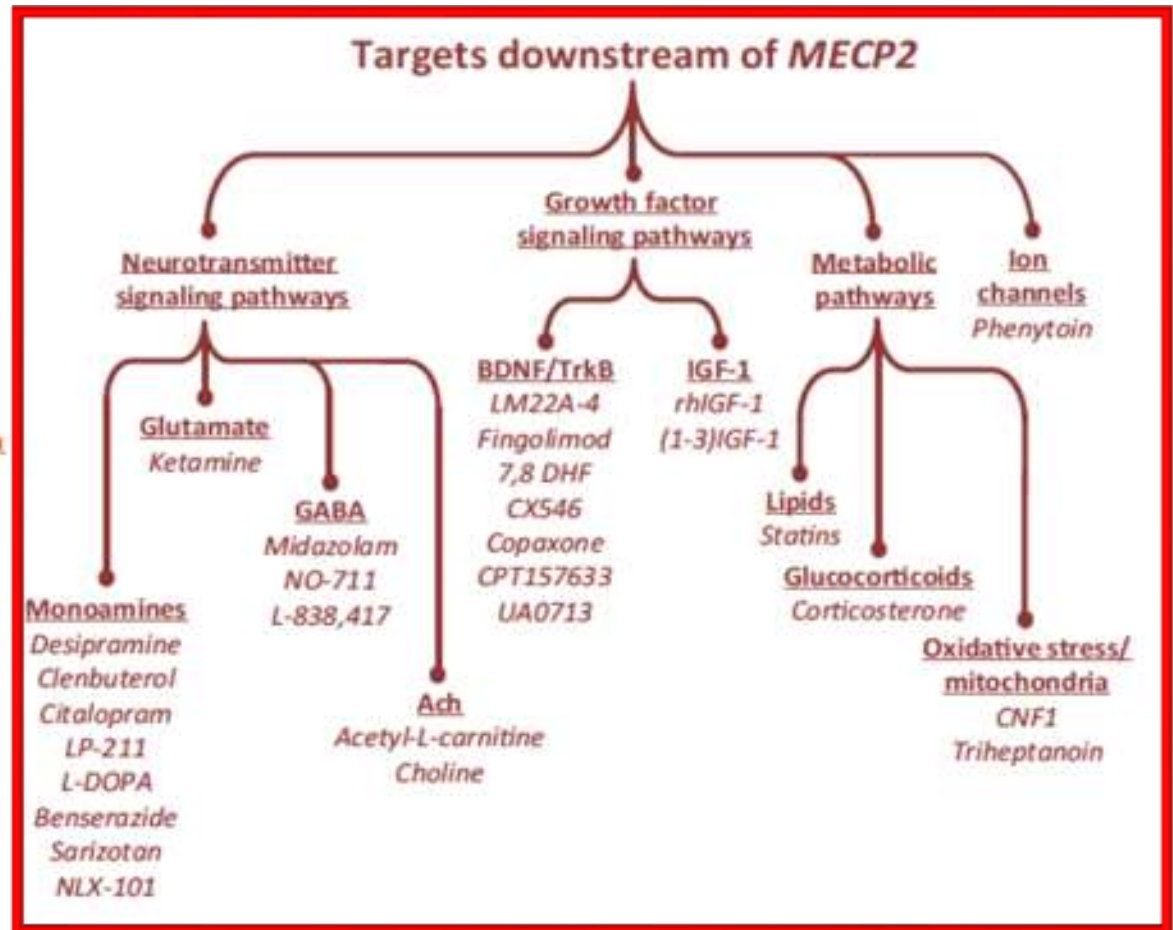 Targets downstream of MECP2
Neurotransmitter
signaling pathways
Monoamines
Desipramine
Clenbuterol
Citalopram
LP-211
L-DOPA
Benserazide
Sarizotan
NLX-101
Glutamate
Ketamine
GABA
Midazolam
NO-711
L-838,417
Ach
Acetyl-L-carnitine
Choline
Growth factor
signaling pathways
BDNF/TrkB
LM22A-4
Fingolimod
7,8 DHF
CX546
Copaxone
CPT157633
UA0713
IGF-1
rhIGF-1
(1-3)IGF-1
Metabolic
pathways
Lipids
Statins
Glucocorticoids
Corticosterone
Oxidative stress/
mitochondria
CNF1
Triheptanoin
Ion
channels
Phenytoin